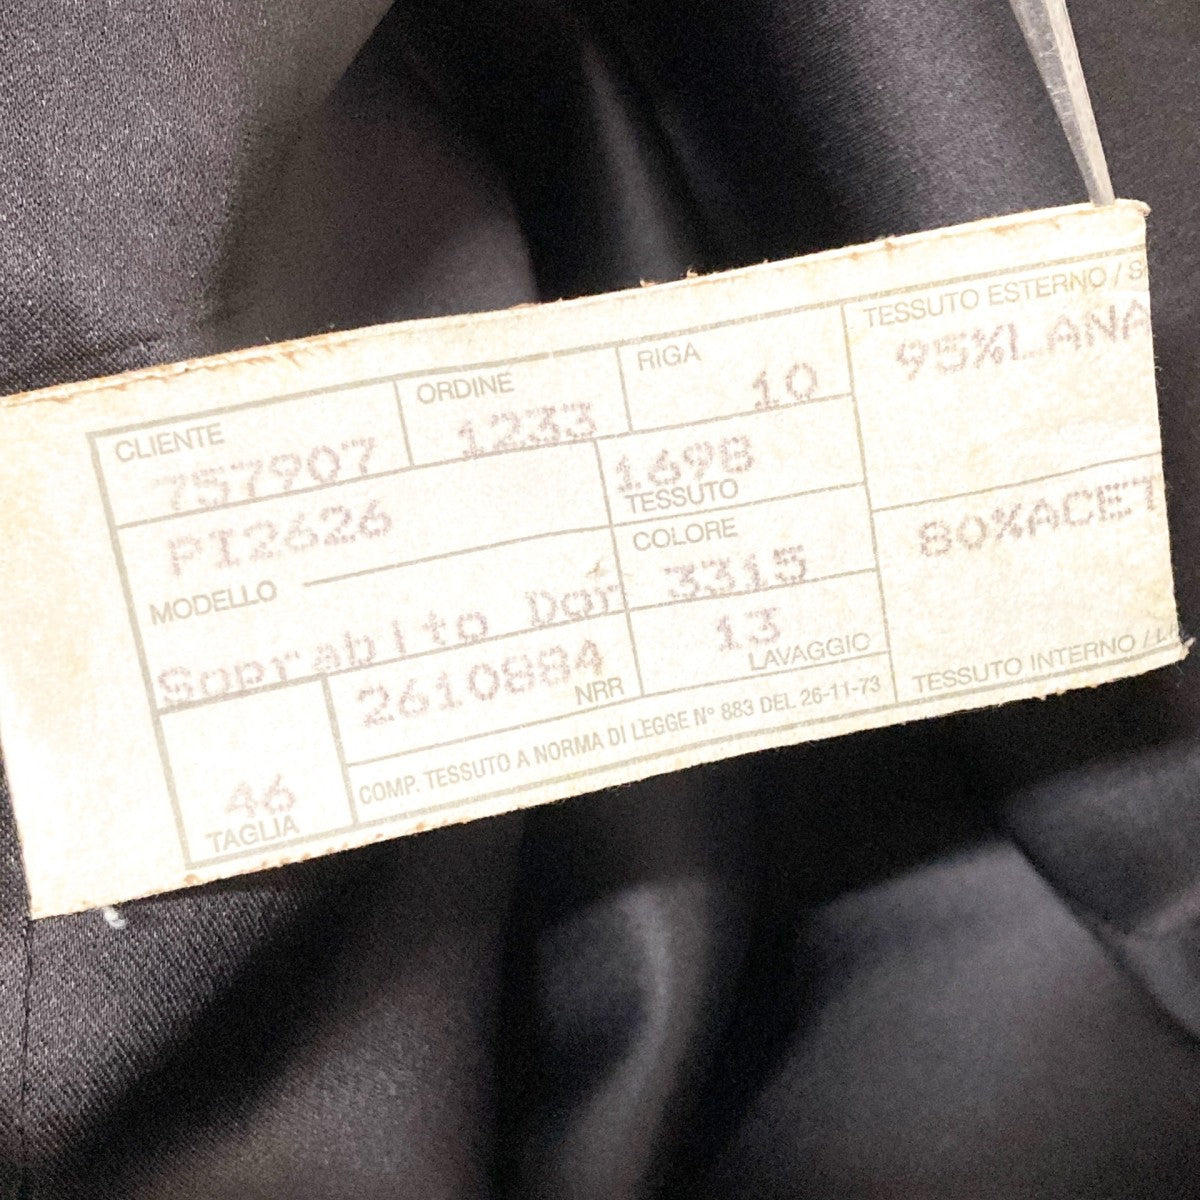 CLIENTE ORDINE RIGA
757907 1233 10
PI2626 1698
TESSUTO
MODELLO COLORE
Soprabito 3315
2610884 13
NRR LAVAGGIO
46
TAGLIA
COMP. TESSUTO A NORMA DI LEGGE N° 883 DEL 26-11-73
TESSUTO ESTERNO / S
95%LANA
80%ACET
TESSUTO INTERNO / L